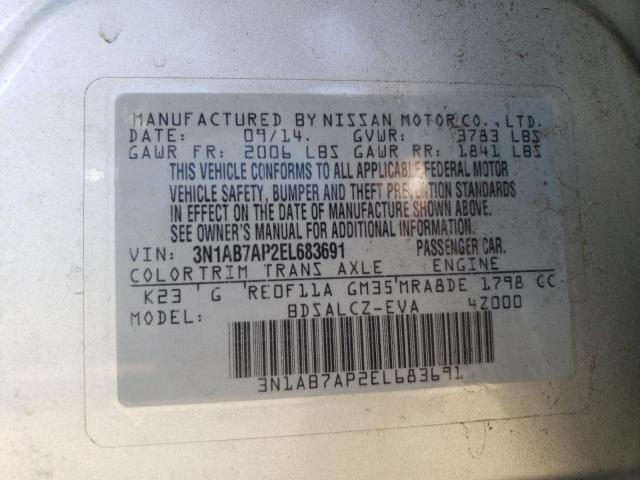 MANUFACTURED BY NISSAN MOTOR CO., LTD.
DATE: 09/14. GVWR: 3783 LBS
GAWR FR: 2006 LBS GAWR RR: 1841 LBS
THIS VEHICLE CONFORMS TO ALL APPLICABLE FEDERAL MOTOR
VEHICLE SAFETY, BUMPER AND THEFT PREVENTION STANDARDS
IN EFFECT ON THE DATE OF MANUFACTURE SHOWN ABOVE.
SEE OWNER'S MANUAL FOR ADDITIONAL INFORMATION.
VIN: 3N1AB7AP2EL683691 PASSENGER CAR.
COLOR TRIM TRANS AXLE ENGINE
K23 'G 'RE0F11A GM35'MRA8DE 1798 CC
MODEL: BDSALCZ-EVA 4Z000
3N1AB7AP2EL683691